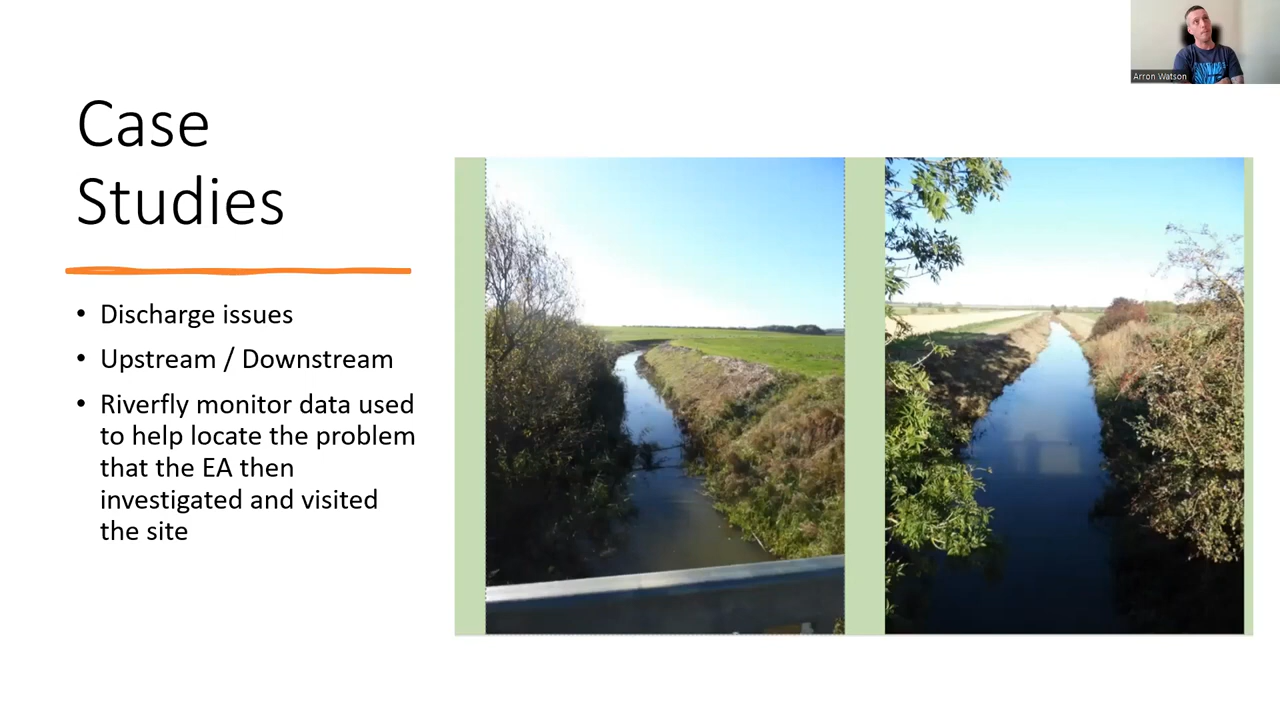 Arron Watson
Case
Studies
• Discharge issues
• Upstream / Downstream
• Riverfly monitor data used
to help locate the problem
that the EA then
investigated and visited
the site